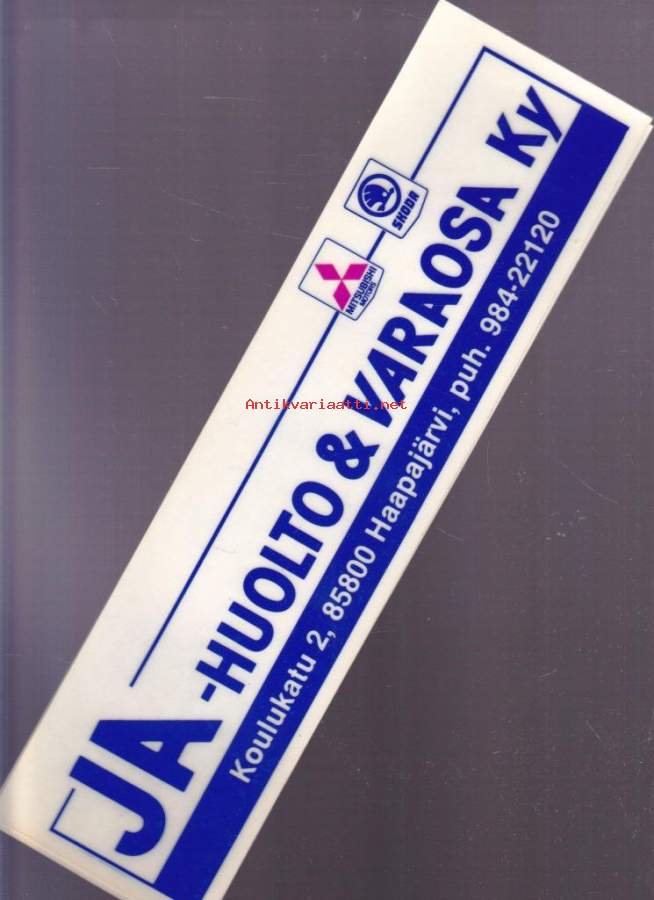 SKODA
MITSUBISHI
MOTORS
JA-HUOLTO & VARAOSA Ky
Koulukatu 2, 85800 Haapajärvi, puh. 984-22120
Antikvariaatti.net